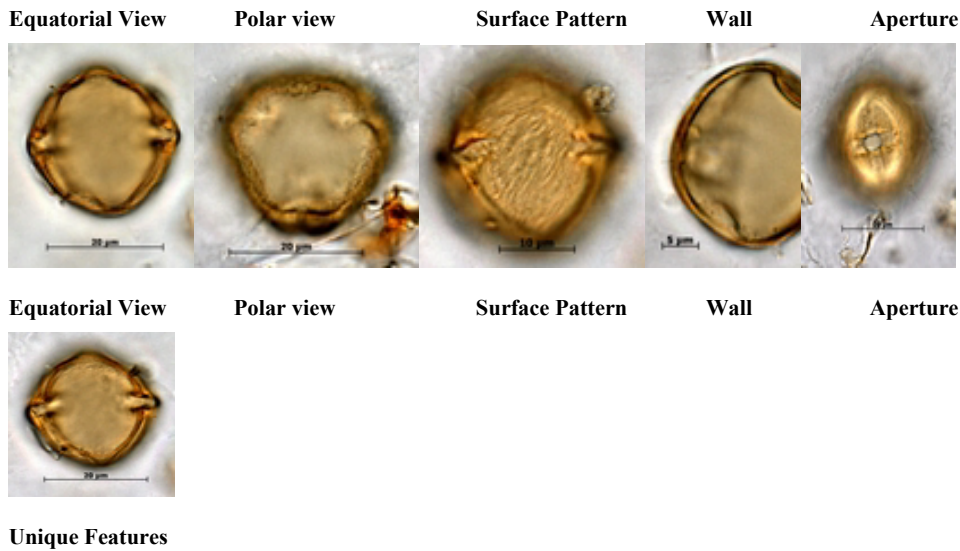 Equatorial View Polar view Surface Pattern Wall Aperture
20 µm 20 µm 10 µm 5 µm
Equatorial View Polar view Surface Pattern Wall Aperture
20 µm
Unique Features